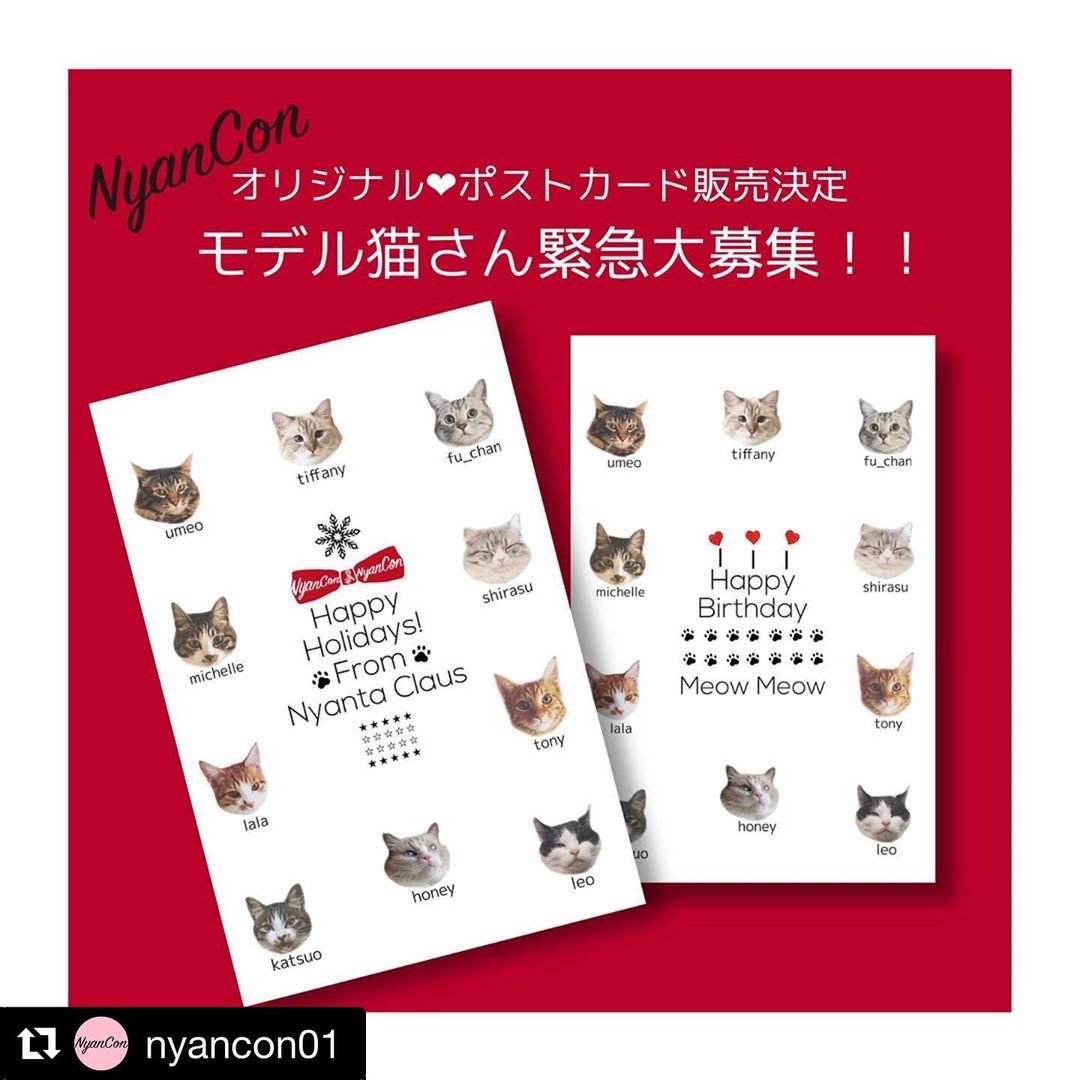 NyanCon
オリジナル❤ポストカード販売決定
モデル猫さん緊急大募集！！
umeo
tiffany
fu_chan
michelle
shirasu
NyanCon NyanCon
Happy
Holidays!
From
Nyanta Claus
lala
tony
katsuo
honey
leo
umeo
tiffany
fu_chan
michelle
shirasu
Happy
Birthday
Meow Meow
lala
tony
uo
honey
leo
NyanCon
nyancon01